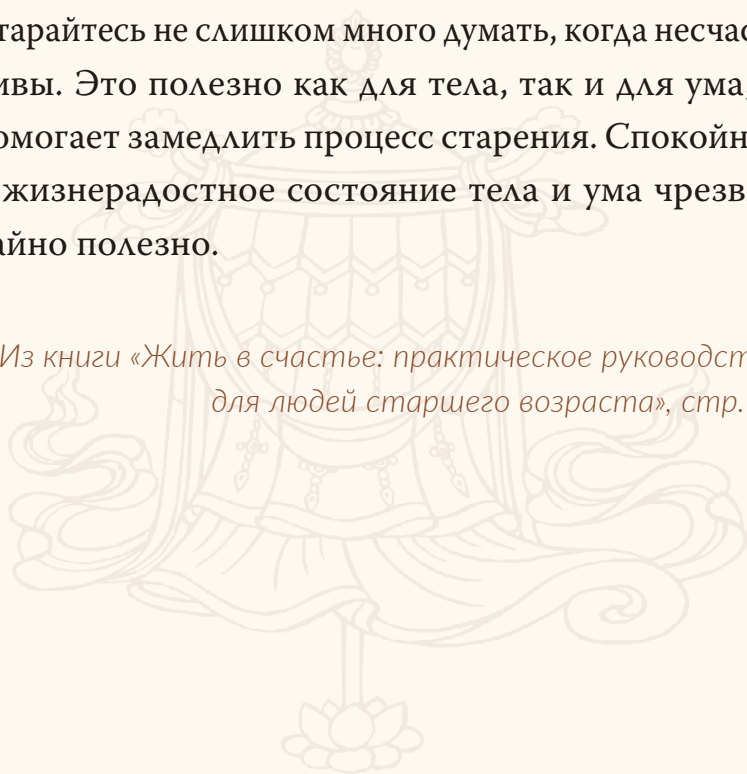 тарайтесь не слишком много думать, когда несчас
ивы. Это полезно как для тела, так и для ума,
омогает замедлить процесс старения. Спокойн
жизнерадостное состояние тела и ума чрезв
айно полезно.
Из книги «Жить в счастье: практическое руководст
для людей старшего возраста», стр.